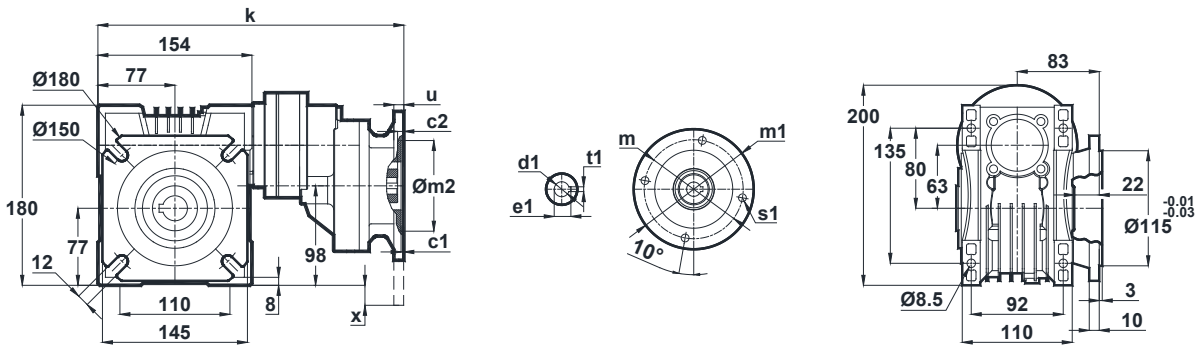 k
154
77
Ø180
Ø150
180
77
12
110
145
8
98
x
u
c2
Øm2
c1
d1
t1
e1
m
m1
s1
10°
83
200
135
80
63
22
Ø115 -0.01 -0.03
Ø8.5
92
110
3
10